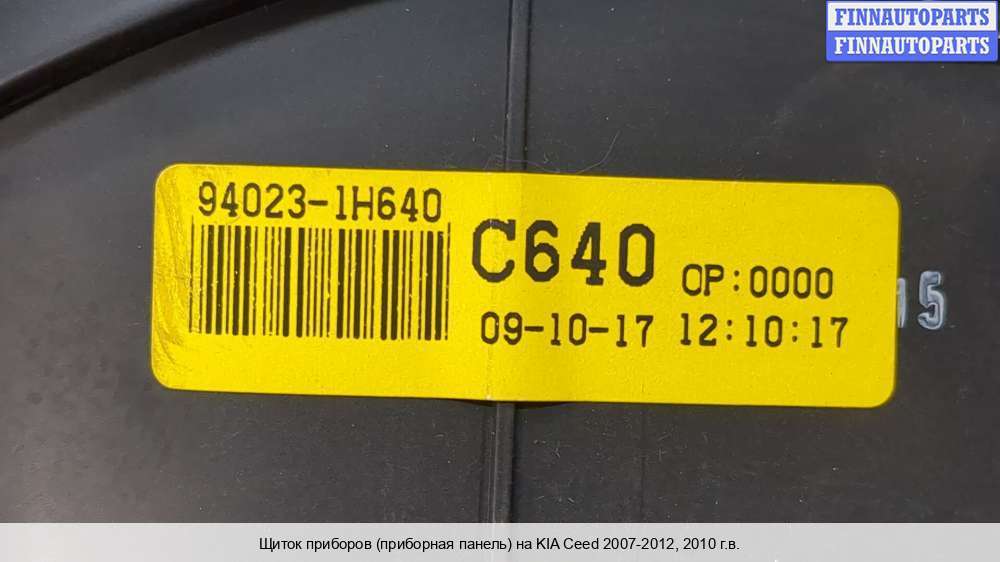 FINNAUTOPARTS
FINNAUTOPARTS
94023-1H640
C640 OP:0000
09-10-17 12:10:17
Щиток приборов (приборная панель) на KIA Ceed 2007-2012, 2010 г.в.